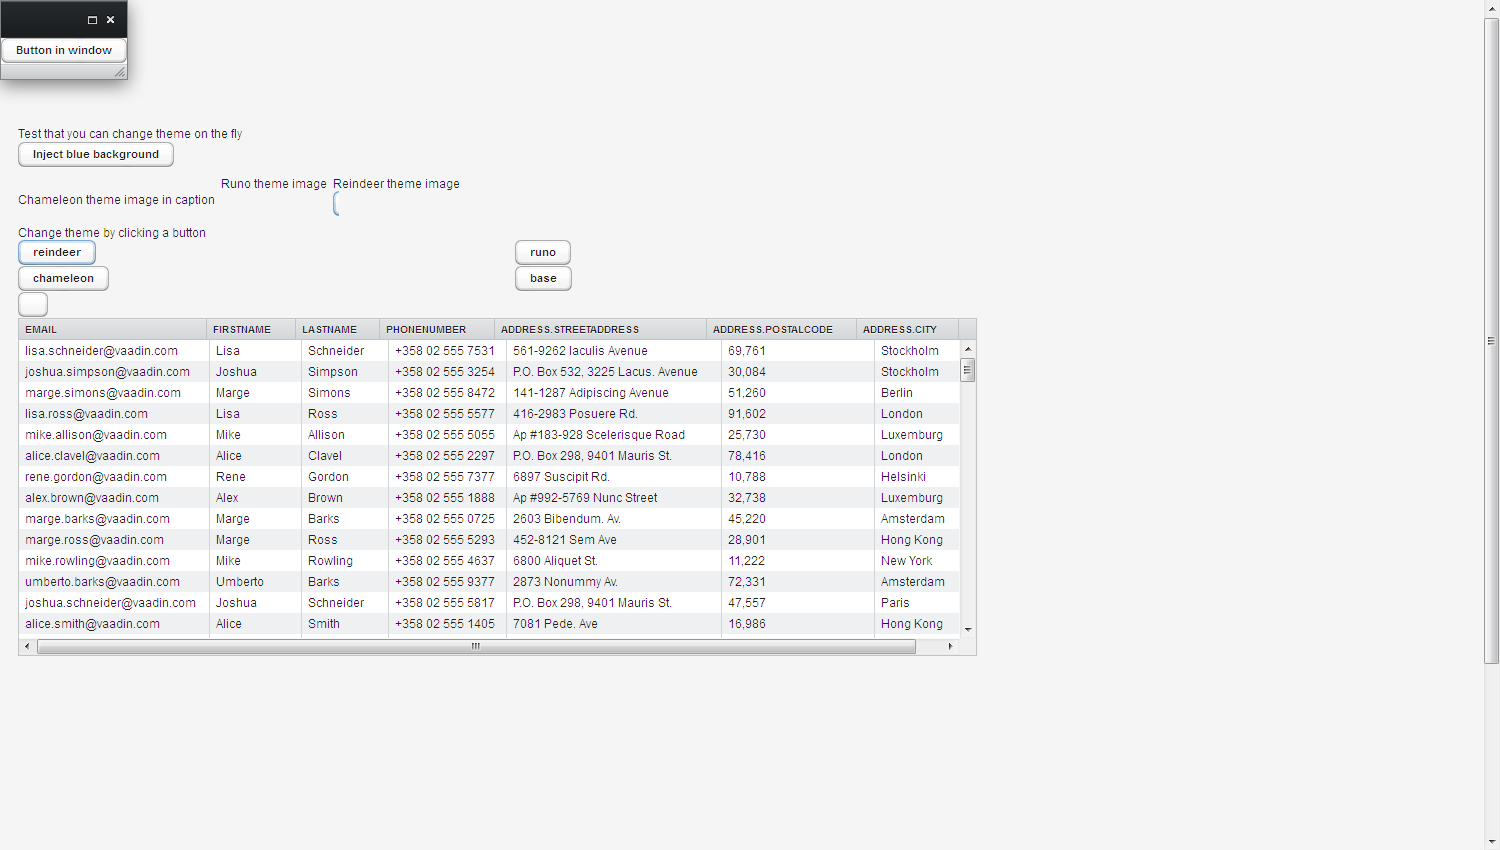 Button in window
Test that you can change theme on the fly
Inject blue background
Runo theme image Reindeer theme image
Chameleon theme image in caption
Change theme by clicking a button
reindeer runo
chameleon base
EMAIL FIRSTNAME LASTNAME PHONENUMBER ADDRESS.STREETADDRESS ADDRESS.POSTALCODE ADDRESS.CITY
lisa.schneider@vaadin.com Lisa Schneider +358 02 555 7531 561-9262 Iaculis Avenue 69,761 Stockholm
joshua.simpson@vaadin.com Joshua Simpson +358 02 555 3254 P.O. Box 532, 3225 Lacus. Avenue 30,084 Stockholm
marge.simons@vaadin.com Marge Simons +358 02 555 8472 141-1287 Adipiscing Avenue 51,260 Berlin
lisa.ross@vaadin.com Lisa Ross +358 02 555 5577 416-2983 Posuere Rd. 91,602 London
mike.allison@vaadin.com Mike Allison +358 02 555 5055 Ap #183-928 Scelerisque Road 25,730 Luxemburg
alice.clavel@vaadin.com Alice Clavel +358 02 555 2297 P.O. Box 298, 9401 Mauris St. 78,416 London
rene.gordon@vaadin.com Rene Gordon +358 02 555 7377 6897 Suscipit Rd. 10,788 Helsinki
alex.brown@vaadin.com Alex Brown +358 02 555 1888 Ap #992-5769 Nunc Street 32,738 Luxemburg
marge.barks@vaadin.com Marge Barks +358 02 555 0725 2603 Bibendum. Av. 45,220 Amsterdam
marge.ross@vaadin.com Marge Ross +358 02 555 5293 452-8121 Sem Ave 28,901 Hong Kong
mike.rowling@vaadin.com Mike Rowling +358 02 555 4637 6800 Aliquet St. 11,222 New York
umberto.barks@vaadin.com Umberto Barks +358 02 555 9377 2873 Nonummy Av. 72,331 Amsterdam
joshua.schneider@vaadin.com Joshua Schneider +358 02 555 5817 P.O. Box 298, 9401 Mauris St. 47,557 Paris
alice.smith@vaadin.com Alice Smith +358 02 555 1405 7081 Pede. Ave 16,986 Hong Kong